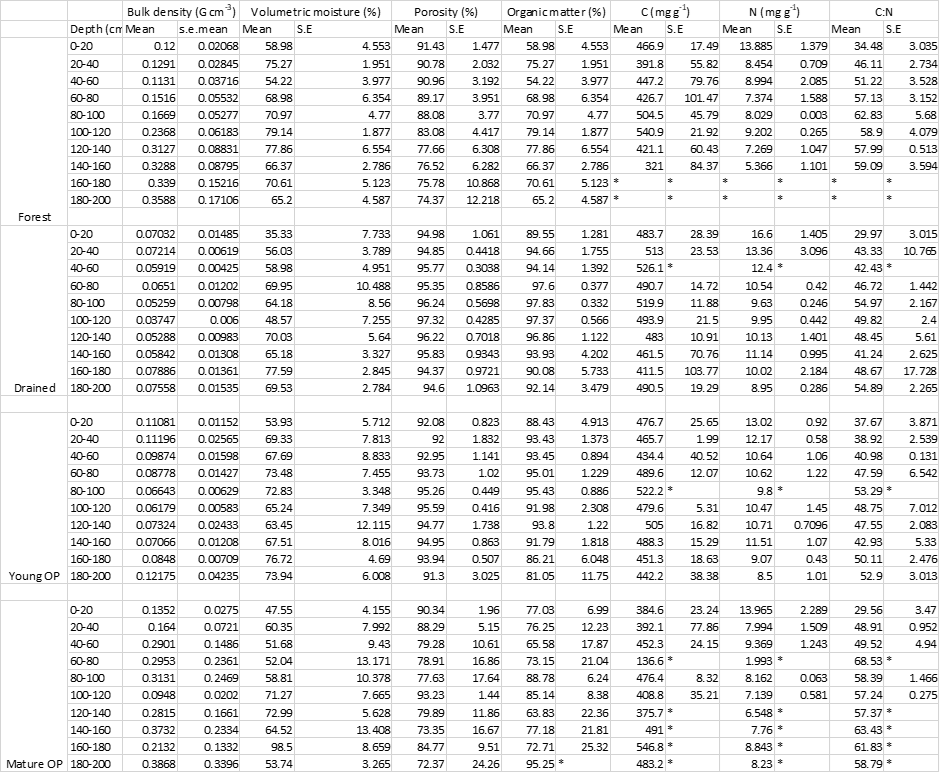 Bulk density (G cm-3) Volumetric moisture (%) Porosity (%) Organic matter (%) C (mg g-1) N (mg g-1) C:N
Depth (cm Mean s.e.mean Mean S.E Mean S.E Mean S.E Mean S.E Mean S.E Mean S.E
0-20 0.12 0.02068 58.98 4.553 91.43 1.477 58.98 4.553 466.9 17.49 13.885 1.379 34.48 3.035
20-40 0.1291 0.02845 75.27 1.951 90.78 2.032 75.27 1.951 391.8 55.82 8.454 0.709 46.11 2.734
40-60 0.1131 0.03716 54.22 3.977 90.96 3.192 54.22 3.977 447.2 79.76 8.994 2.085 51.22 3.528
60-80 0.1516 0.05532 68.98 6.354 89.17 3.951 68.98 6.354 426.7 101.47 7.374 1.588 57.13 3.152
80-100 0.1669 0.05277 70.97 4.77 88.08 3.77 70.97 4.77 504.5 45.79 8.029 0.003 62.83 5.68
100-120 0.2368 0.06183 79.14 1.877 83.08 4.417 79.14 1.877 540.9 21.92 9.202 0.265 58.9 4.079
120-140 0.3127 0.08831 77.86 6.554 77.66 6.308 77.86 6.554 421.1 60.43 7.269 1.047 57.99 0.513
140-160 0.3288 0.08795 66.37 2.786 76.52 6.282 66.37 2.786 321 84.37 5.366 1.101 59.09 3.594
160-180 0.339 0.15216 70.61 5.123 75.78 10.868 70.61 5.123 * * * * * *
Forest 180-200 0.3588 0.17106 65.2 4.587 74.37 12.218 65.2 4.587 * * * * * *
0-20 0.07032 0.01485 35.33 7.733 94.98 1.061 89.55 1.281 483.7 28.39 16.6 1.405 29.97 3.015
20-40 0.07214 0.00619 56.03 3.789 94.85 0.4418 94.66 1.755 513 23.53 13.36 3.096 43.33 10.765
40-60 0.05919 0.00425 58.98 4.951 95.77 0.3038 94.14 1.392 526.1 * 12.4 * 42.43 *
60-80 0.0651 0.01202 69.95 10.488 95.35 0.8586 97.6 0.377 490.7 14.72 10.54 0.42 46.72 1.442
80-100 0.05259 0.00798 64.18 8.56 96.24 0.5698 97.83 0.332 519.9 11.88 9.63 0.246 54.97 2.167
100-120 0.03747 0.006 48.57 7.255 97.32 0.4285 97.37 0.566 493.9 21.5 9.95 0.442 49.82 2.4
120-140 0.05288 0.00983 70.03 5.64 96.22 0.7018 96.86 1.122 483 10.91 10.13 1.401 48.45 5.61
140-160 0.05842 0.01308 65.18 3.327 95.83 0.9343 93.93 4.202 461.5 70.76 11.14 0.995 41.24 2.625
160-180 0.07886 0.01361 77.59 2.845 94.37 0.9721 90.08 5.733 411.5 103.77 10.02 2.184 48.67 17.728
Drained 180-200 0.07558 0.01535 69.53 2.784 94.6 1.0963 92.14 3.479 490.5 19.29 8.95 0.286 54.89 2.265
0-20 0.11081 0.01152 53.93 5.712 92.08 0.823 88.43 4.913 476.7 25.65 13.02 0.92 37.67 3.871
20-40 0.11196 0.02565 69.33 7.813 92 1.832 93.43 1.373 465.7 1.99 12.17 0.58 38.92 2.539
40-60 0.09874 0.01598 67.69 8.833 92.95 1.141 93.45 0.894 434.4 40.52 10.64 1.06 40.98 0.131
60-80 0.08778 0.01427 73.48 7.455 93.73 1.02 95.01 1.229 489.6 12.07 10.62 1.22 47.59 6.542
80-100 0.06643 0.00629 72.83 3.348 95.26 0.449 95.43 0.886 522.2 * 9.8 * 53.29 *
100-120 0.06179 0.00583 65.24 7.349 95.59 0.416 91.98 2.308 479.6 5.31 10.47 1.45 48.75 7.012
120-140 0.07324 0.02433 63.45 12.115 94.77 1.738 93.8 1.22 505 16.82 10.71 0.7096 47.55 2.083
140-160 0.07066 0.01208 67.51 8.016 94.95 0.863 91.79 1.818 488.3 15.29 11.51 1.07 42.93 5.33
160-180 0.0848 0.00709 76.72 4.69 93.94 0.507 86.21 6.048 451.3 18.63 9.07 0.43 50.11 2.476
Young OP 180-200 0.12175 0.04235 73.94 6.008 91.3 3.025 81.05 11.75 442.2 38.38 8.5 1.01 52.9 3.013
0-20 0.1352 0.0275 47.55 4.155 90.34 1.96 77.03 6.99 384.6 23.24 13.965 2.289 29.56 3.47
20-40 0.164 0.0721 60.35 7.992 88.29 5.15 76.25 12.23 392.1 77.86 7.994 1.509 48.91 0.952
40-60 0.2901 0.1486 51.68 9.43 79.28 10.61 65.58 17.87 452.3 24.15 9.369 1.243 49.52 4.94
60-80 0.2953 0.2361 52.04 13.171 78.91 16.86 73.15 21.04 136.6 * 1.993 * 68.53 *
80-100 0.3131 0.2469 58.81 10.378 77.63 17.64 88.78 6.24 476.4 8.32 8.162 0.063 58.39 1.466
100-120 0.0948 0.0202 71.27 7.665 93.23 1.44 85.14 8.38 408.8 35.21 7.139 0.581 57.24 0.275
120-140 0.2815 0.1661 72.99 5.628 79.89 11.86 63.83 22.36 375.7 * 6.548 * 57.37 *
140-160 0.3732 0.2334 64.52 13.408 73.35 16.67 77.18 21.81 491 * 7.76 * 63.43 *
160-180 0.2132 0.1332 98.5 8.659 84.77 9.51 72.71 25.32 546.8 * 8.843 * 61.83 *
Mature OP 180-200 0.3868 0.3396 53.74 3.265 72.37 24.26 95.25 * 483.2 * 8.23 * 58.79 *